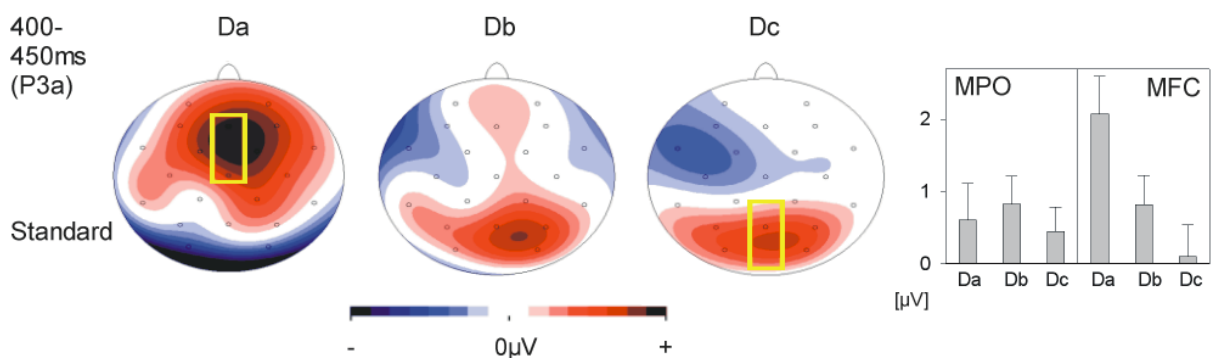 400-
450ms
(P3a)
Da
Db
Dc
Standard
- 0µV +
MPO
MFC
2
1
0
Da Db Dc Da Db Dc
[µV]